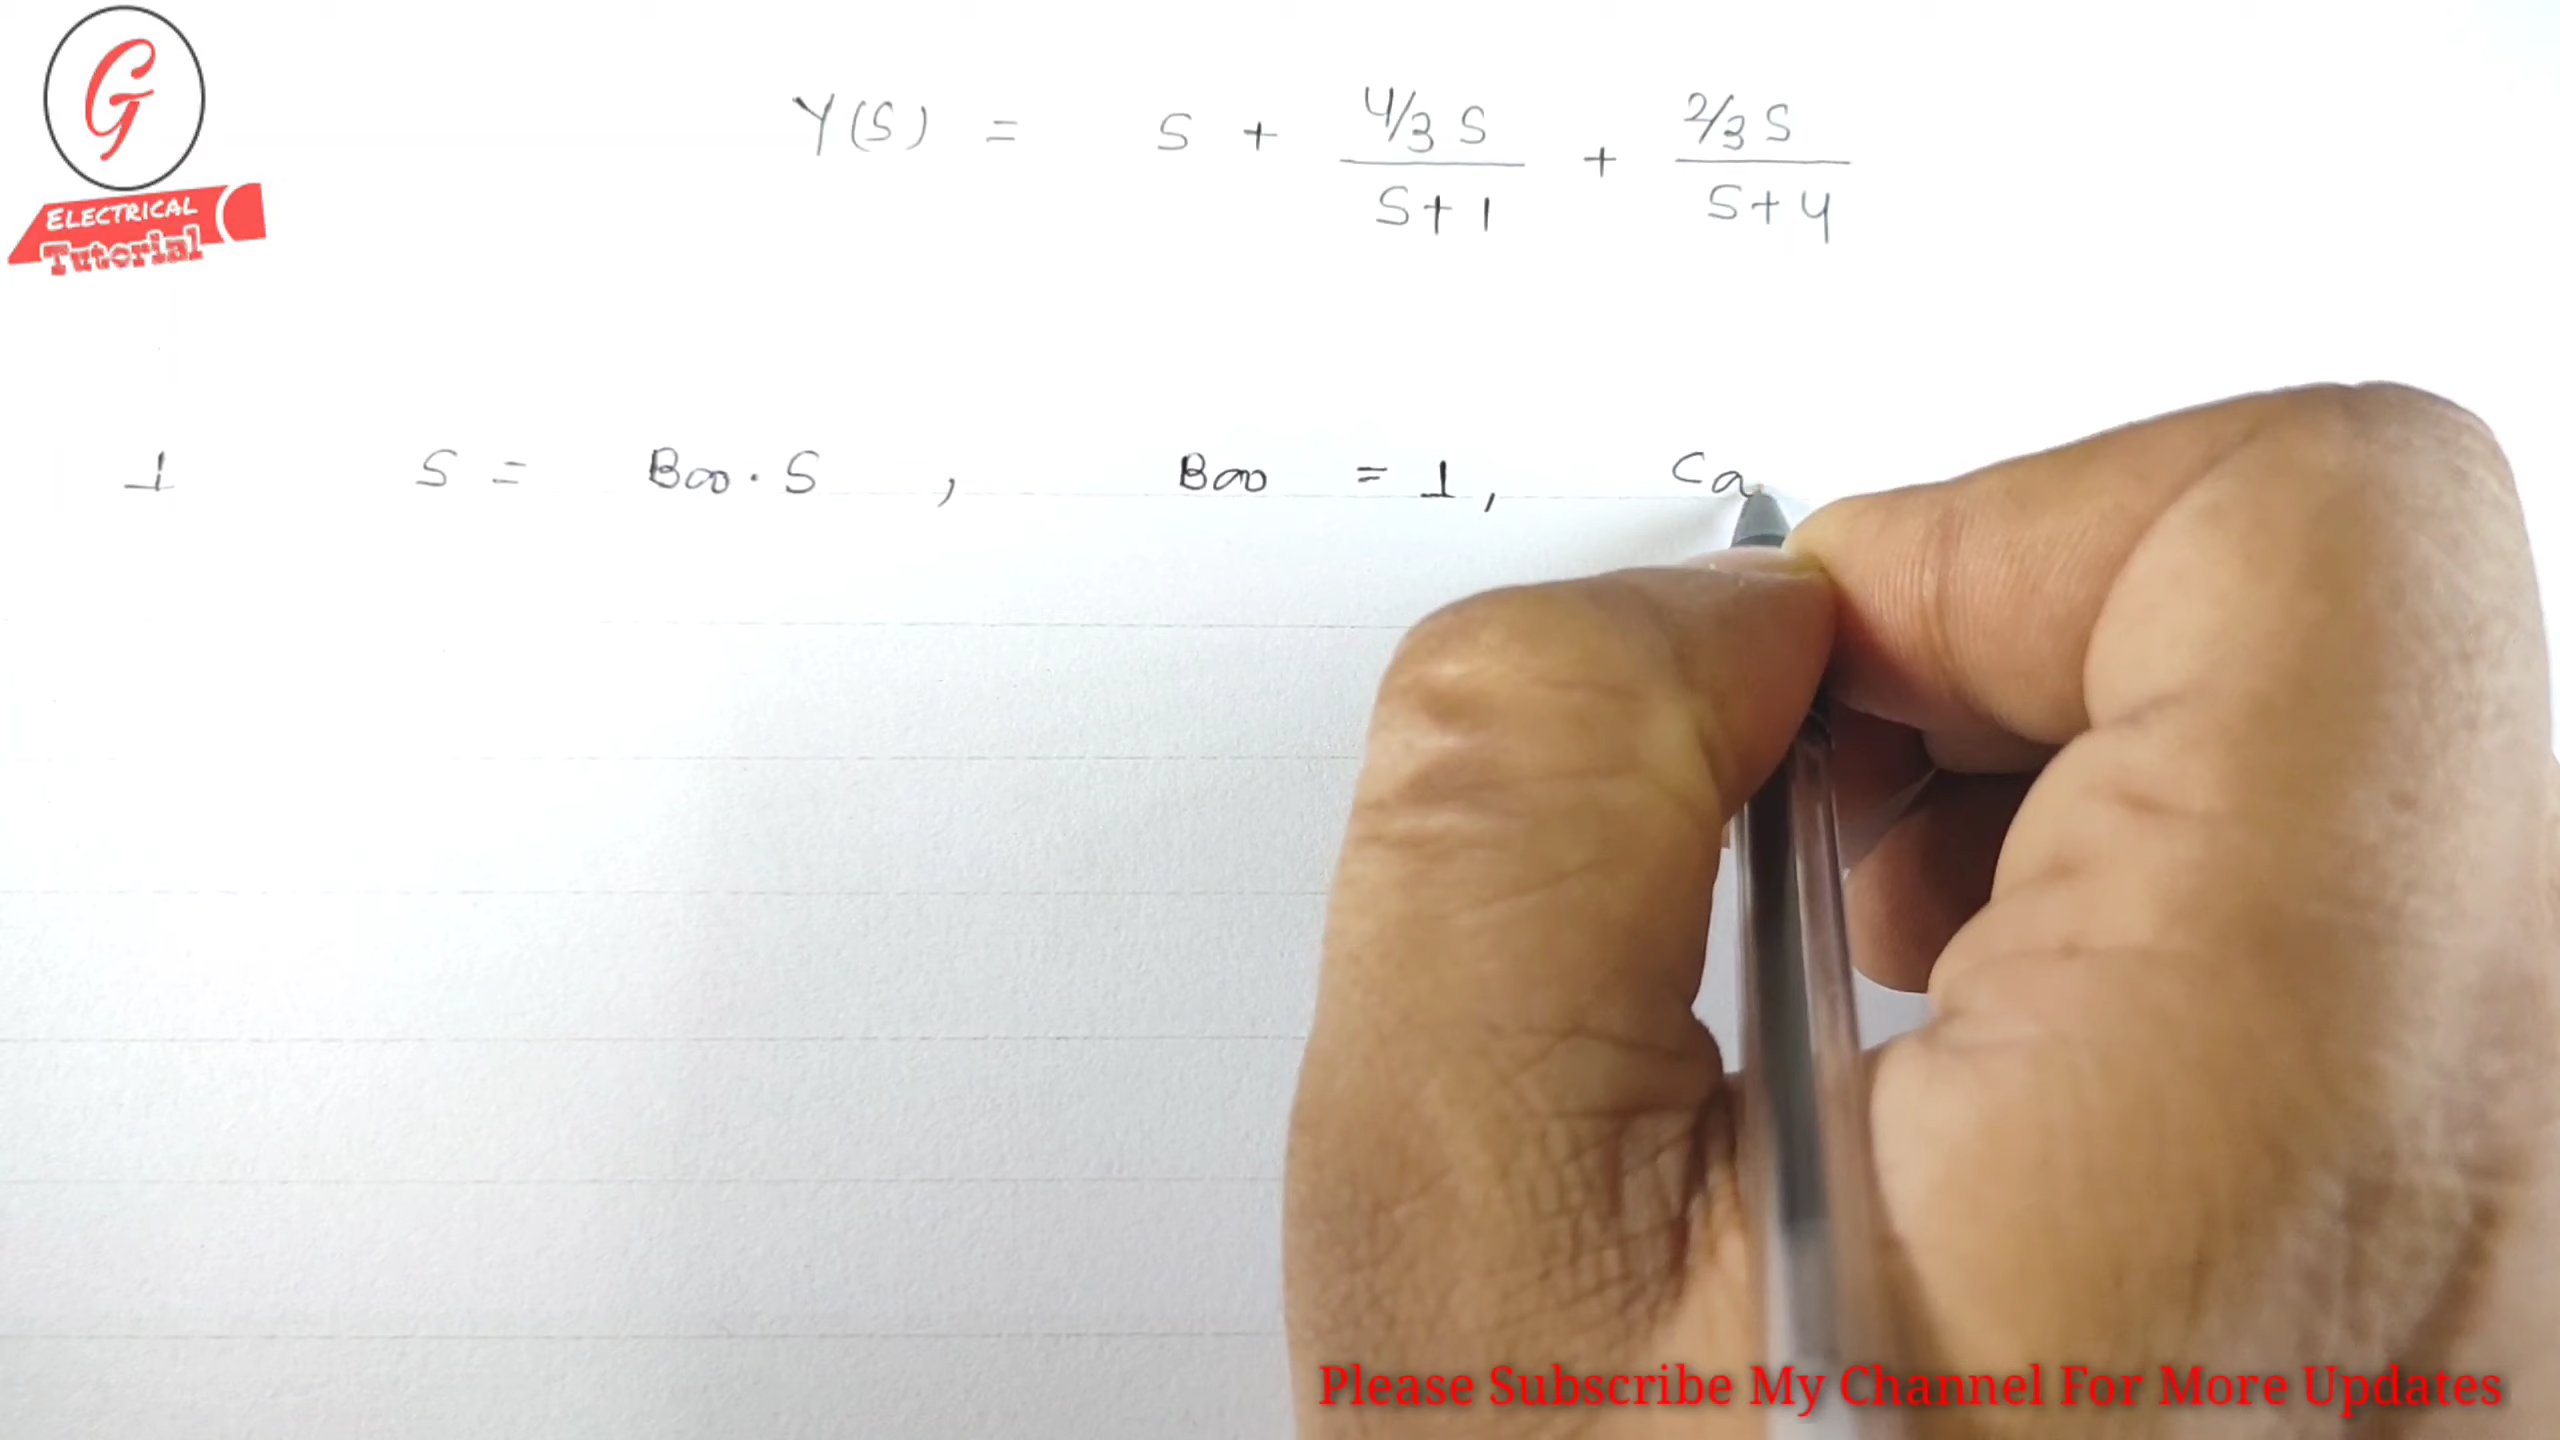 G
ELECTRICAL
Tutorial
Y(S) = S + 4/3 S / S+1 + 2/3 S / S+4
1 S = B∞ . S , B∞ = 1, Ca
Please Subscribe My Channel For More Updates